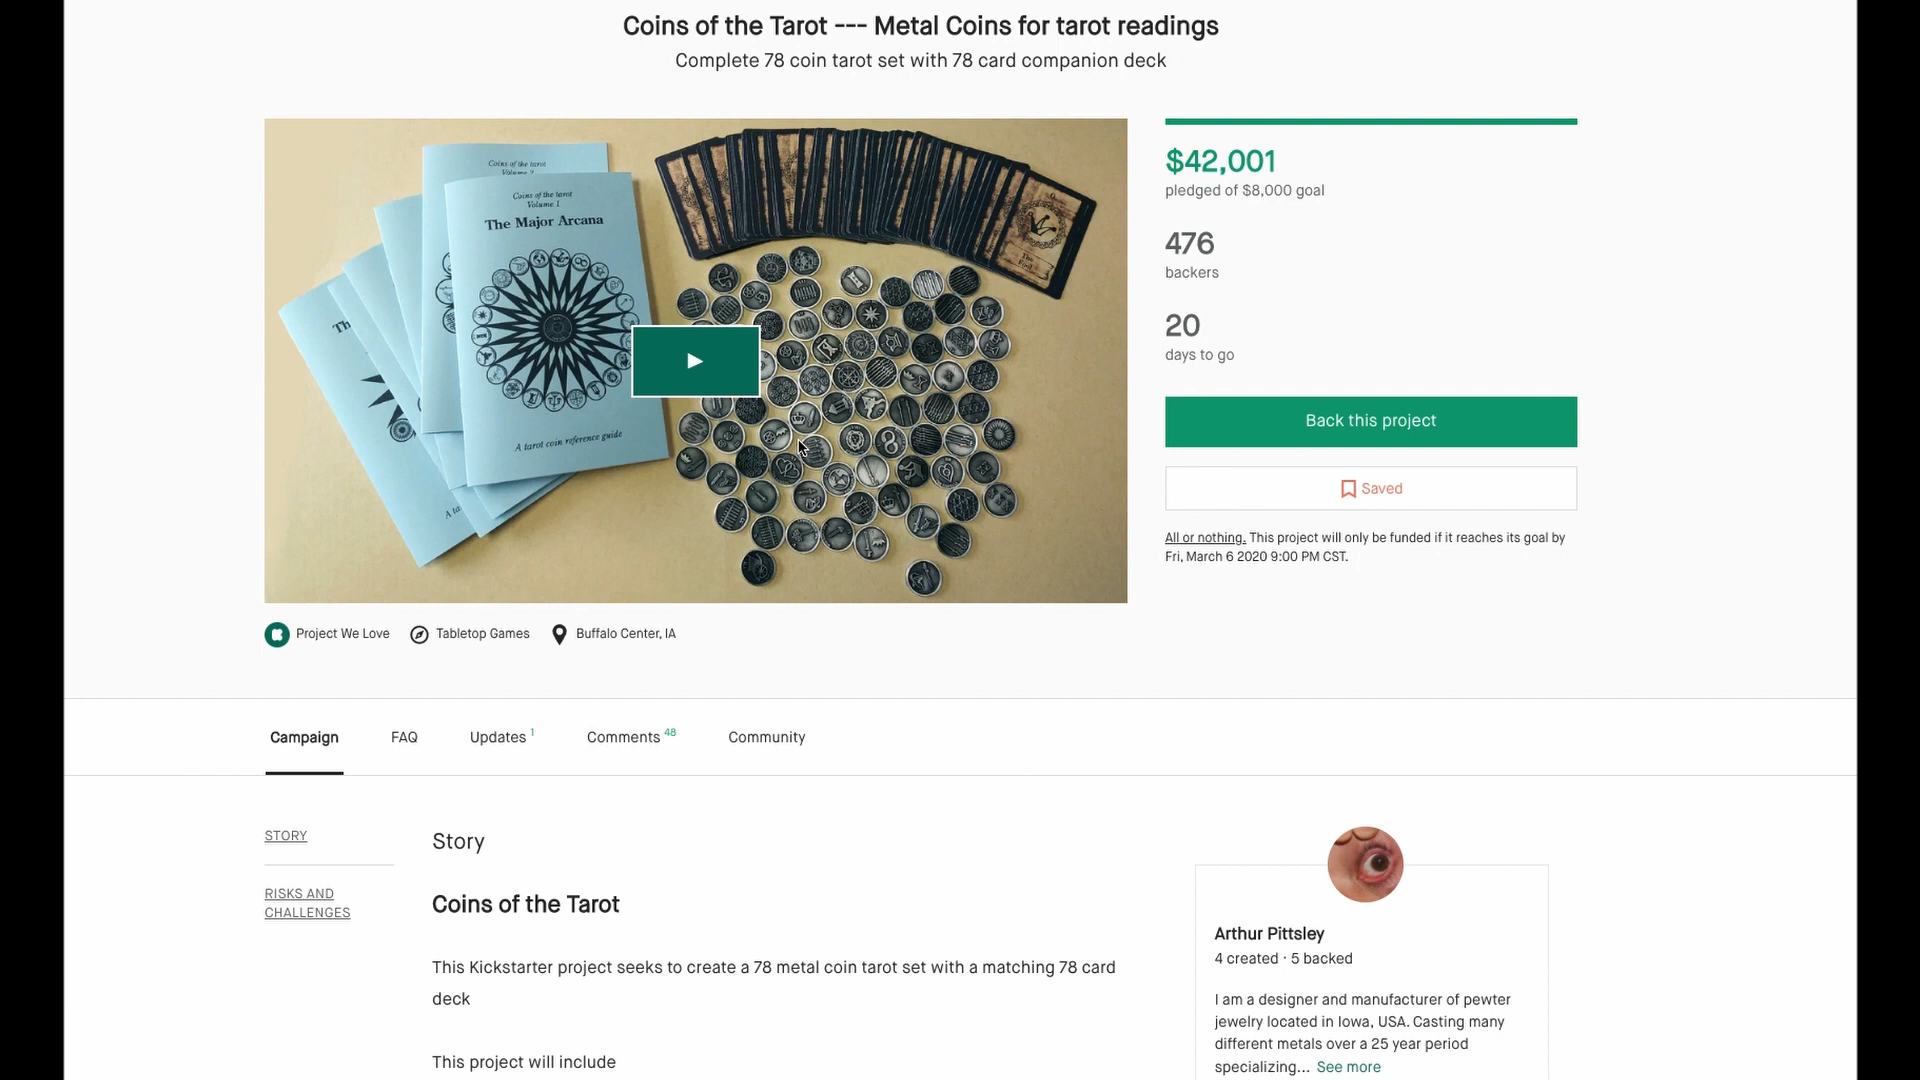 Coins of the Tarot --- Metal Coins for tarot readings
Complete 78 coin tarot set with 78 card companion deck
Coins of the tarot
Coins of the tarot
Volume 1
The Major Arcana
A tarot coin reference guide
The
Fool
$42,001
pledged of $8,000 goal
476
backers
20
days to go
Back this project
Saved
All or nothing. This project will only be funded if it reaches its goal by
Fri, March 6 2020 9:00 PM CST.
Project We Love
Tabletop Games
Buffalo Center, IA
Campaign
FAQ
Updates 1
Comments 48
Community
STORY
RISKS AND
CHALLENGES
Story
Coins of the Tarot
This Kickstarter project seeks to create a 78 metal coin tarot set with a matching 78 card
deck
This project will include
Arthur Pittsley
4 created · 5 backed
I am a designer and manufacturer of pewter
jewelry located in Iowa, USA. Casting many
different metals over a 25 year period
specializing... See more